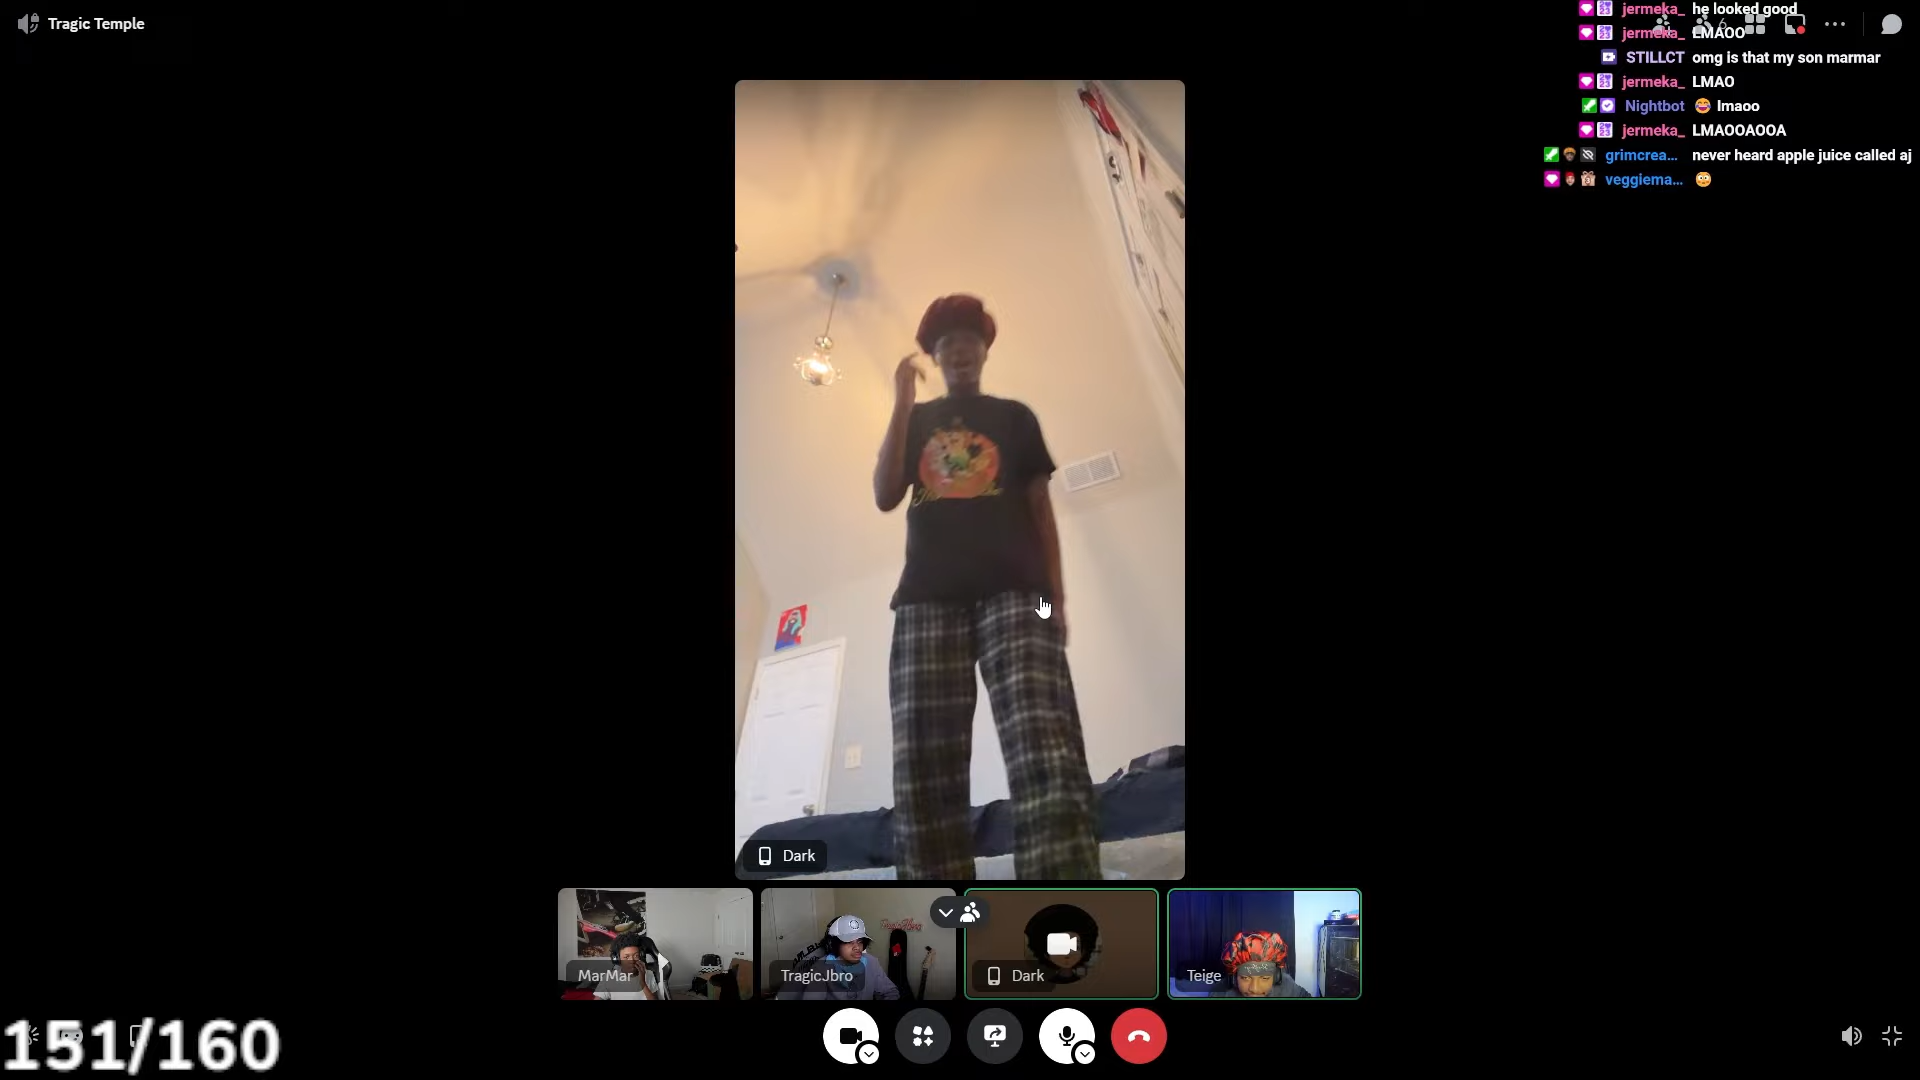 Tragic Temple
6
jermeka_ he looked good
jermeka_ LMAOO
STILLCT omg is that my son marmar
jermeka_ LMAO
Nightbot 😂 lmaoo
jermeka_ LMAOOAOOA
grimcrea... never heard apple juice called aj
veggiema... 😳
Dark
MarMar
TragicJbro
Dark
Teige
151/160